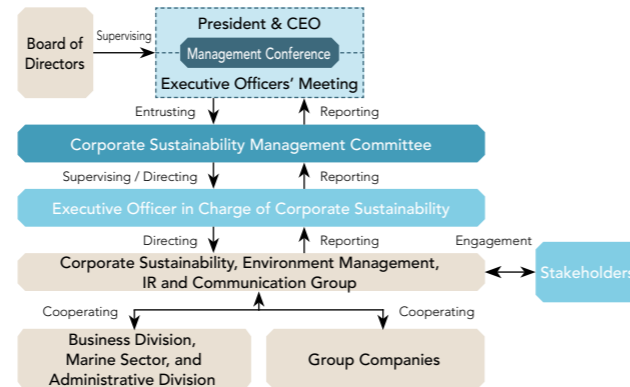 President & CEO
Board of
Directors
Supervising
Management Conference
Executive Officers' Meeting
Entrusting
Reporting
Corporate Sustainability Management Committee
Supervising / Directing
Reporting
Executive Officer in Charge of Corporate Sustainability
Directing
Reporting
Engagement
Corporate Sustainability, Environment Management,
IR and Communication Group
Stakeholders
Cooperating
Cooperating
Business Division,
Marine Sector, and
Administrative Division
Group Companies